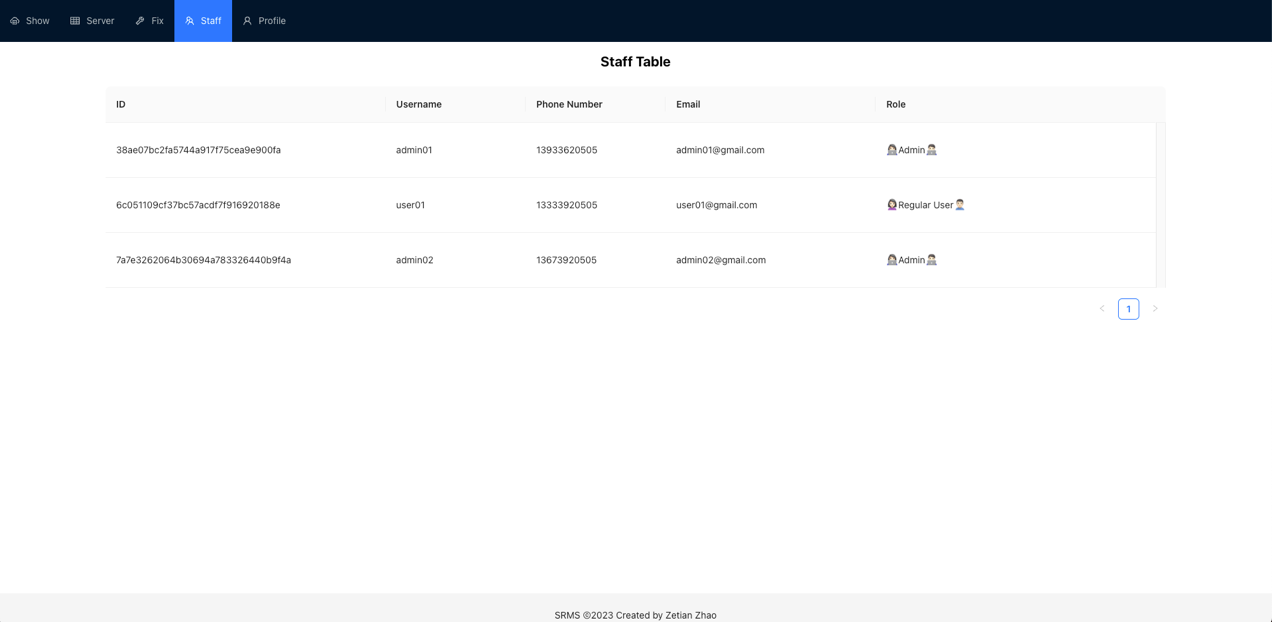 Show Server Fix Staff Profile
Staff Table
ID Username Phone Number Email Role
38ae07bc2fa5744a917f75cea9e900fa admin01 13933620505 admin01@gmail.com Admin
6c051109cf37bc57acdf7f916920188e user01 13333920505 user01@gmail.com Regular User
7a7e3262064b30694a783326440b9f4a admin02 13673920505 admin02@gmail.com Admin
1
SRMS ©2023 Created by Zetian Zhao